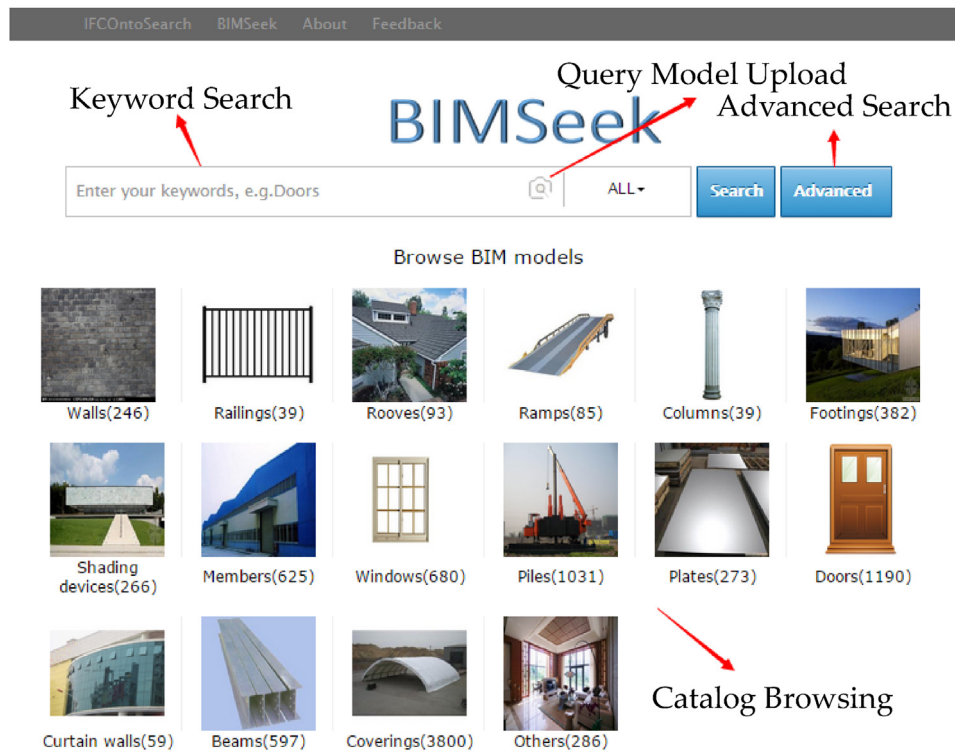 IFCOntoSearch BIMSeek About Feedback
Query Model Upload
Keyword Search
BIMSeek
Advanced Search
Enter your keywords, e.g.Doors
ALL
Search
Advanced
Browse BIM models
Walls(246) Railings(39) Rooves(93) Ramps(85) Columns(39) Footings(382)
Shading
devices(266) Members(625) Windows(680) Piles(1031) Plates(273) Doors(1190)
Catalog Browsing
Curtain walls(59) Beams(597) Coverings(3800) Others(286)